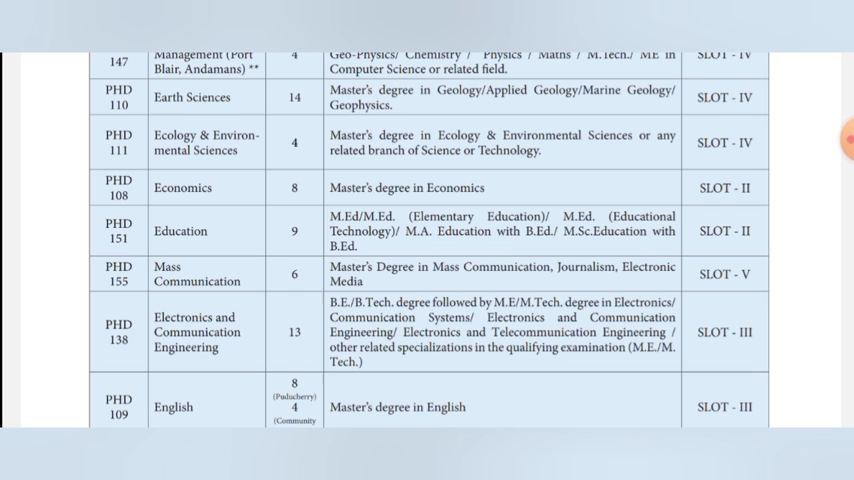 147
Management (Port
Blair, Andamans) **
4
Geo-Physics/ Chemistry / Physics / Maths / M.Tech./ ME in
Computer Science or related field.
SLOT - IV
PHD
110
Earth Sciences
14
Master's degree in Geology/Applied Geology/Marine Geology/
Geophysics.
SLOT - IV
PHD
111
Ecology & Environ-
mental Sciences
4
Master's degree in Ecology & Environmental Sciences or any
related branch of Science or Technology.
SLOT - IV
PHD
108
Economics
8
Master's degree in Economics
SLOT - II
PHD
151
Education
9
M.Ed/M.Ed. (Elementary Education)/ M.Ed. (Educational
Technology)/ M.A. Education with B.Ed./ M.Sc.Education with
B.Ed.
SLOT - II
PHD
155
Mass
Communication
6
Master's Degree in Mass Communication, Journalism, Electronic
Media
SLOT - V
PHD
138
Electronics and
Communication
Engineering
13
B.E./B.Tech. degree followed by M.E/M.Tech. degree in Electronics/
Communication Systems/ Electronics and Communication
Engineering/ Electronics and Telecommunication Engineering /
other related specializations in the qualifying examination (M.E./M.
Tech.)
SLOT - III
PHD
109
English
8
(Puducherry)
4
(Community
Master's degree in English
SLOT - III